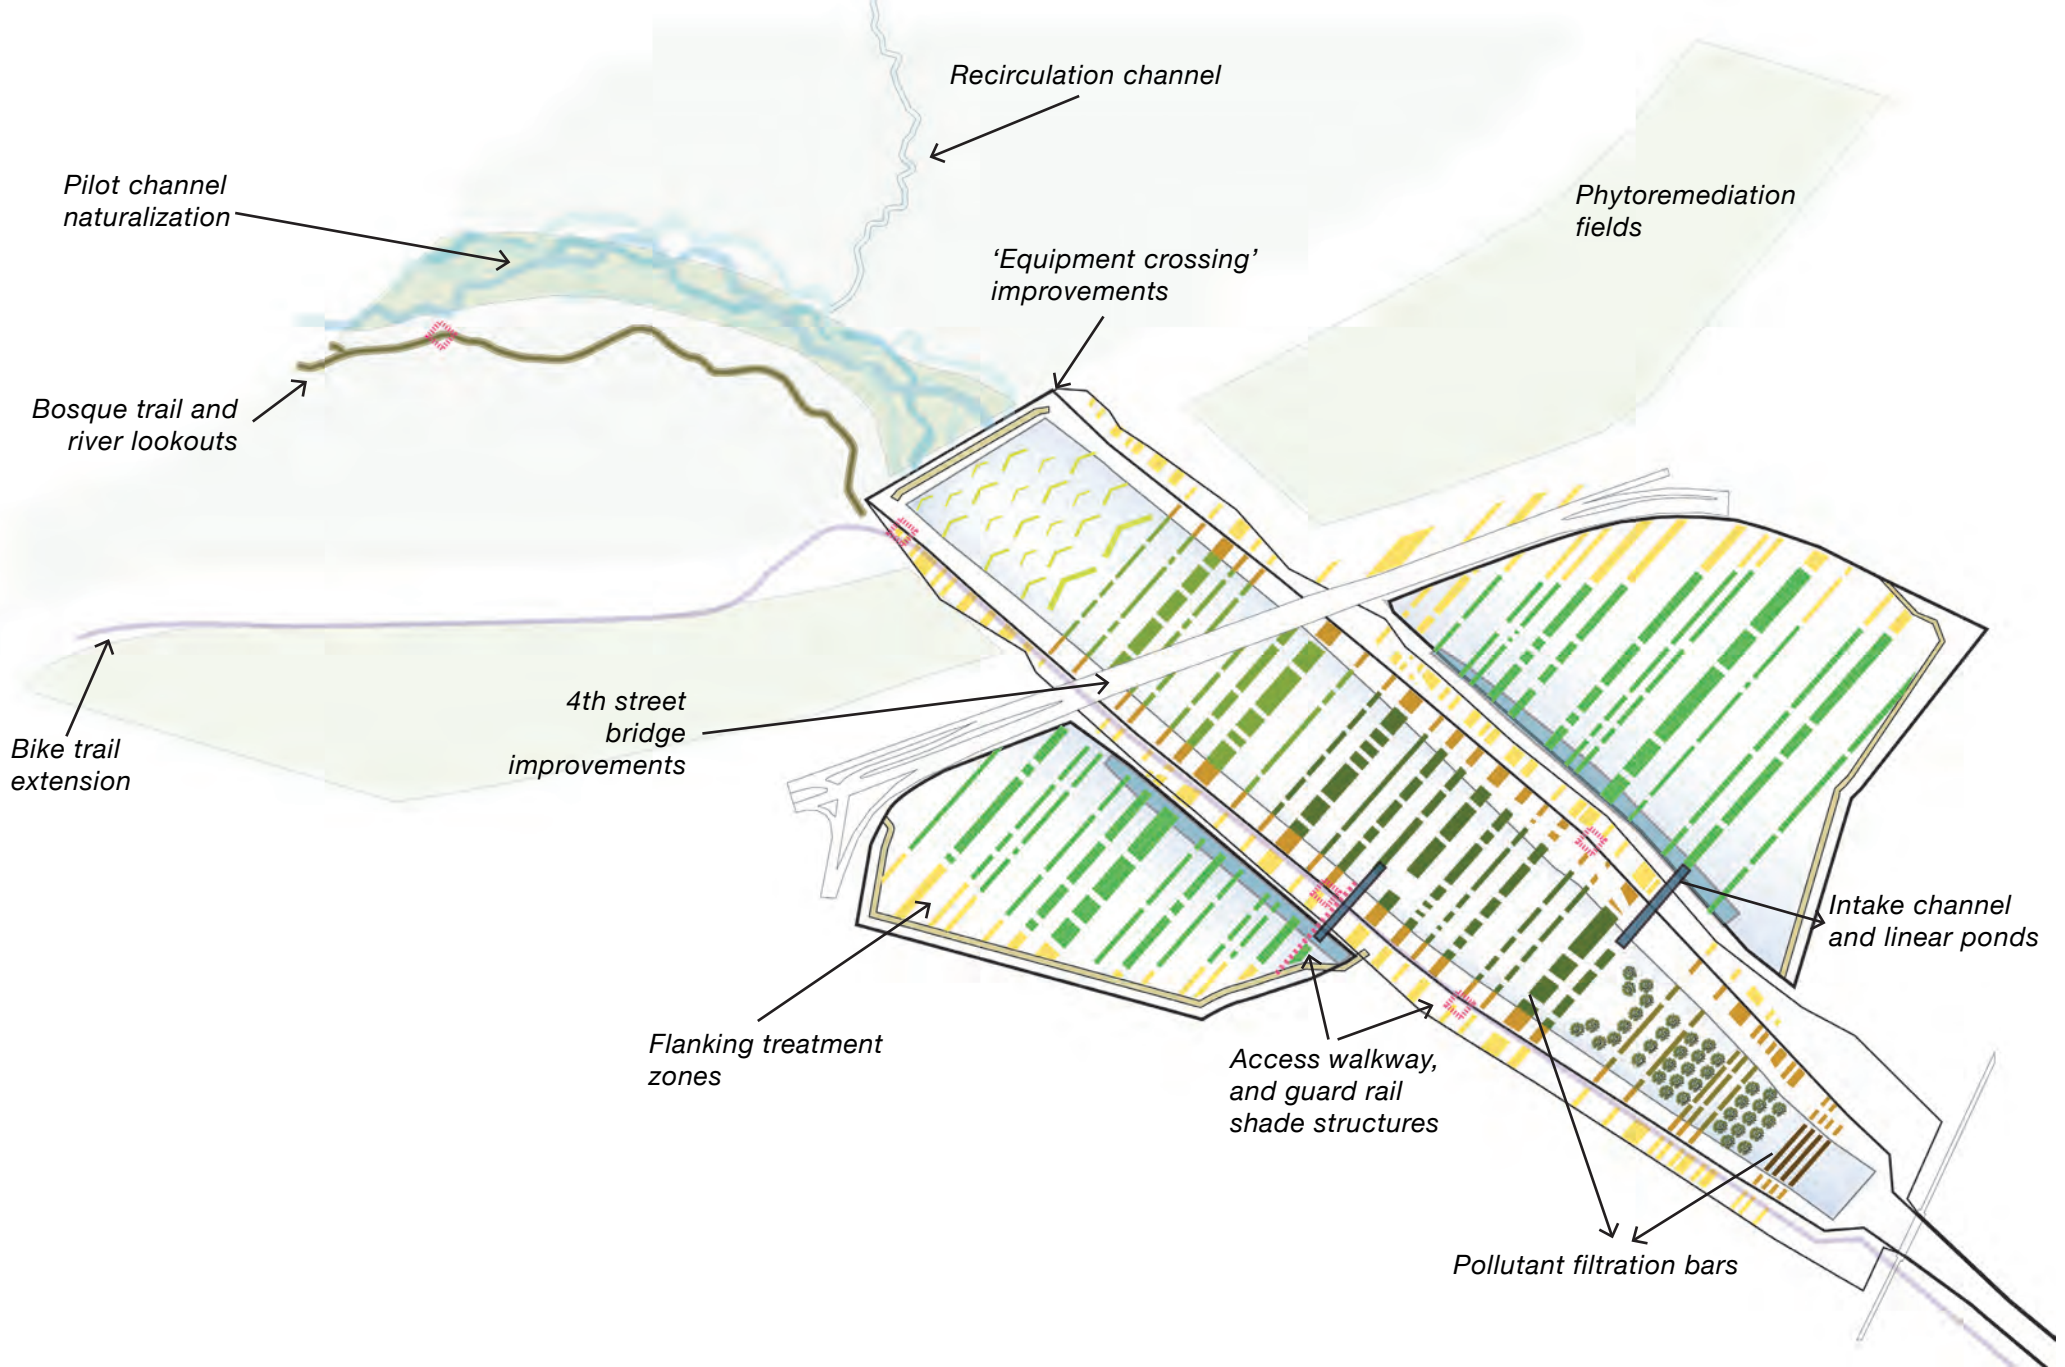 Recirculation channel
Pilot channel
naturalization
Phytoremediation
fields
‘Equipment crossing’
improvements
Bosque trail and
river lookouts
4th street
bridge
improvements
Bike trail
extension
Intake channel
and linear ponds
Flanking treatment
zones
Access walkway,
and guard rail
shade structures
Pollutant filtration bars